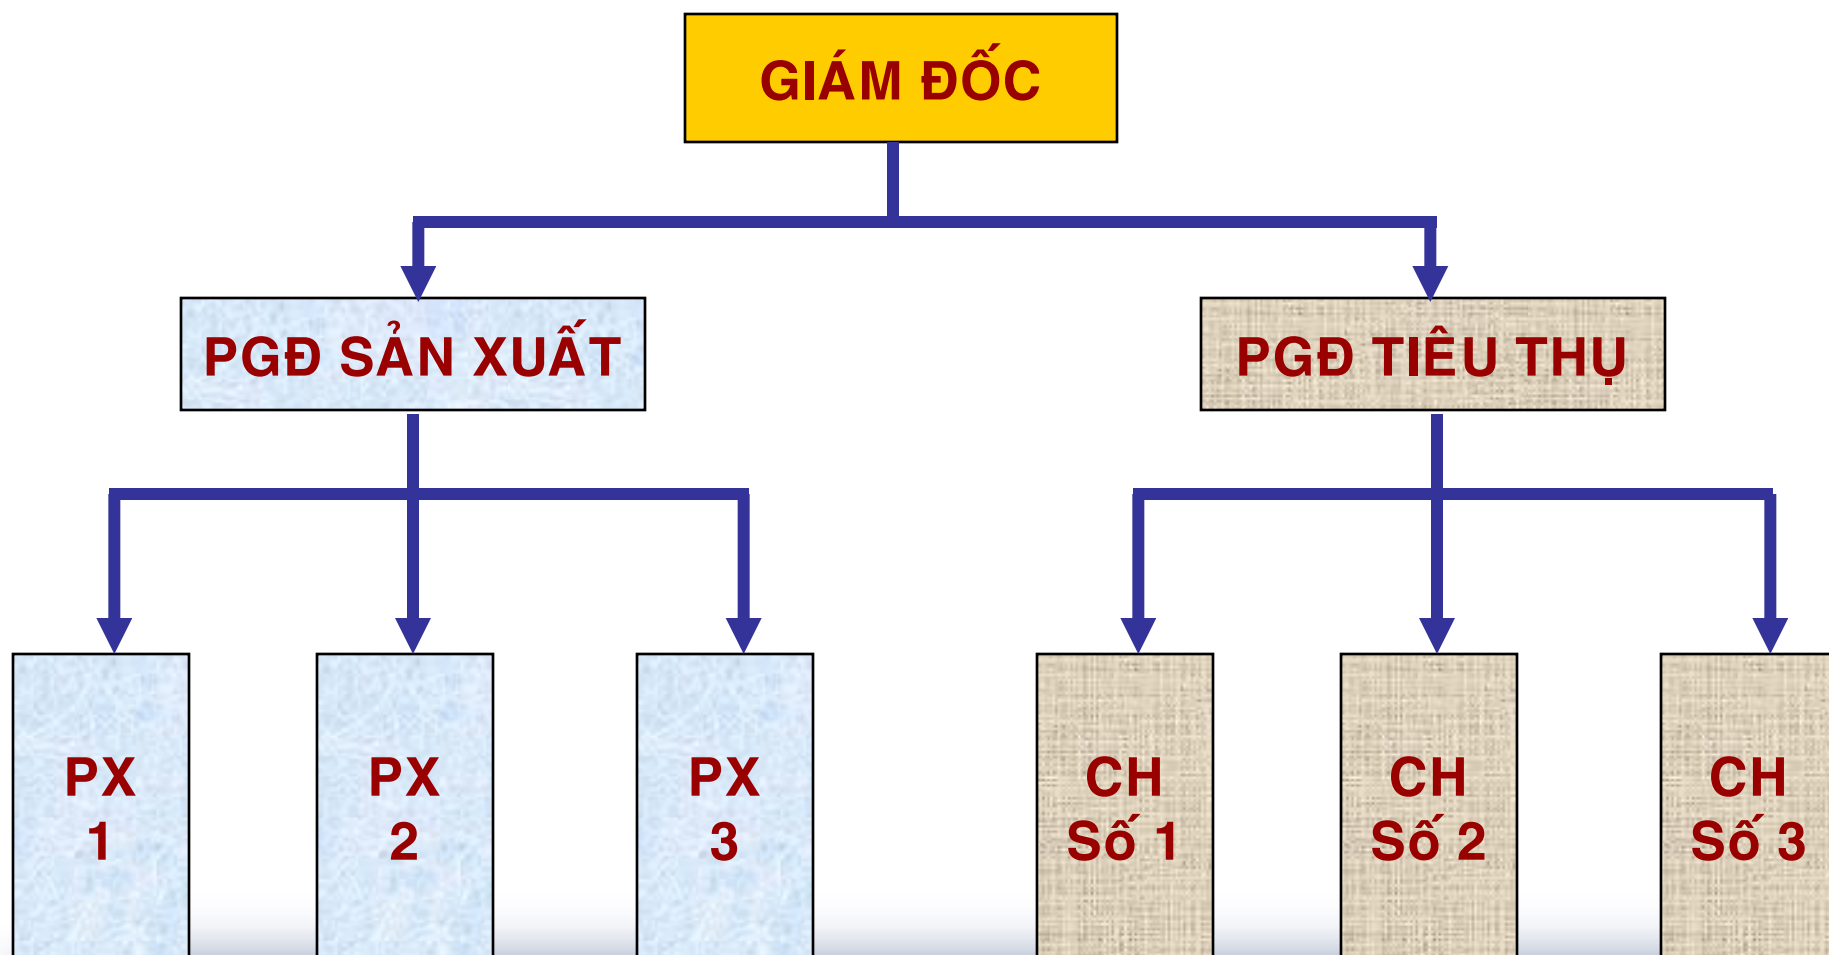 GIÁM ĐỐC
PGĐ SẢN XUẤT
PGĐ TIÊU THỤ
PX
1
PX
2
PX
3
CH
Số 1
CH
Số 2
CH
Số 3